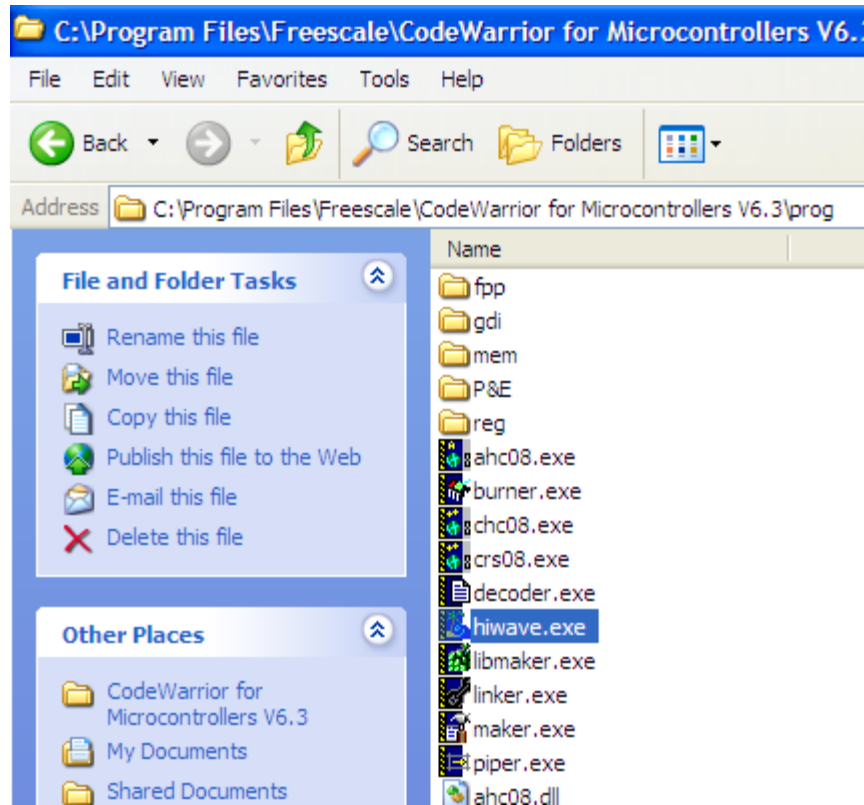 C:\Program Files\Freescale\CodeWarrior for Microcontrollers V6.
File Edit View Favorites Tools Help
Back Search Folders
Address C:\Program Files\Freescale\CodeWarrior for Microcontrollers V6.3\prog
Name
File and Folder Tasks
Rename this file
Move this file
Copy this file
Publish this file to the Web
E-mail this file
Delete this file
Other Places
CodeWarrior for
Microcontrollers V6.3
My Documents
Shared Documents
fpp
gdi
mem
P&E
reg
ahc08.exe
burner.exe
chc08.exe
crs08.exe
decoder.exe
hiwave.exe
libmaker.exe
linker.exe
maker.exe
piper.exe
ahc08.dll